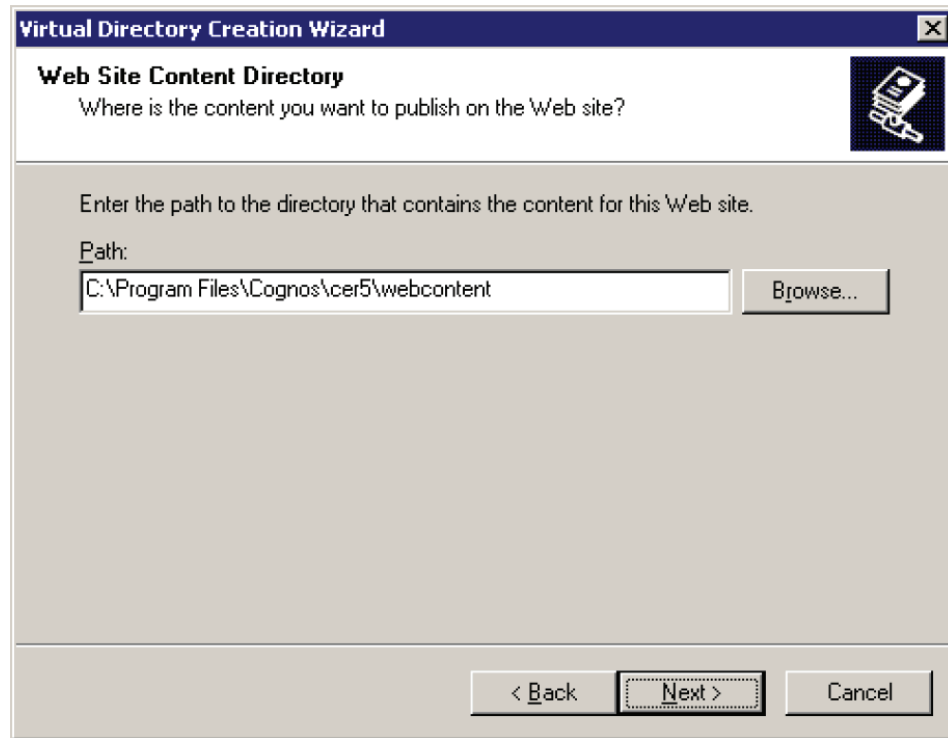 Virtual Directory Creation Wizard
Web Site Content Directory
Where is the content you want to publish on the Web site?
Enter the path to the directory that contains the content for this Web site.
Path:
C:\Program Files\Cognos\cer5\webcontent
Browse...
< Back
Next >
Cancel